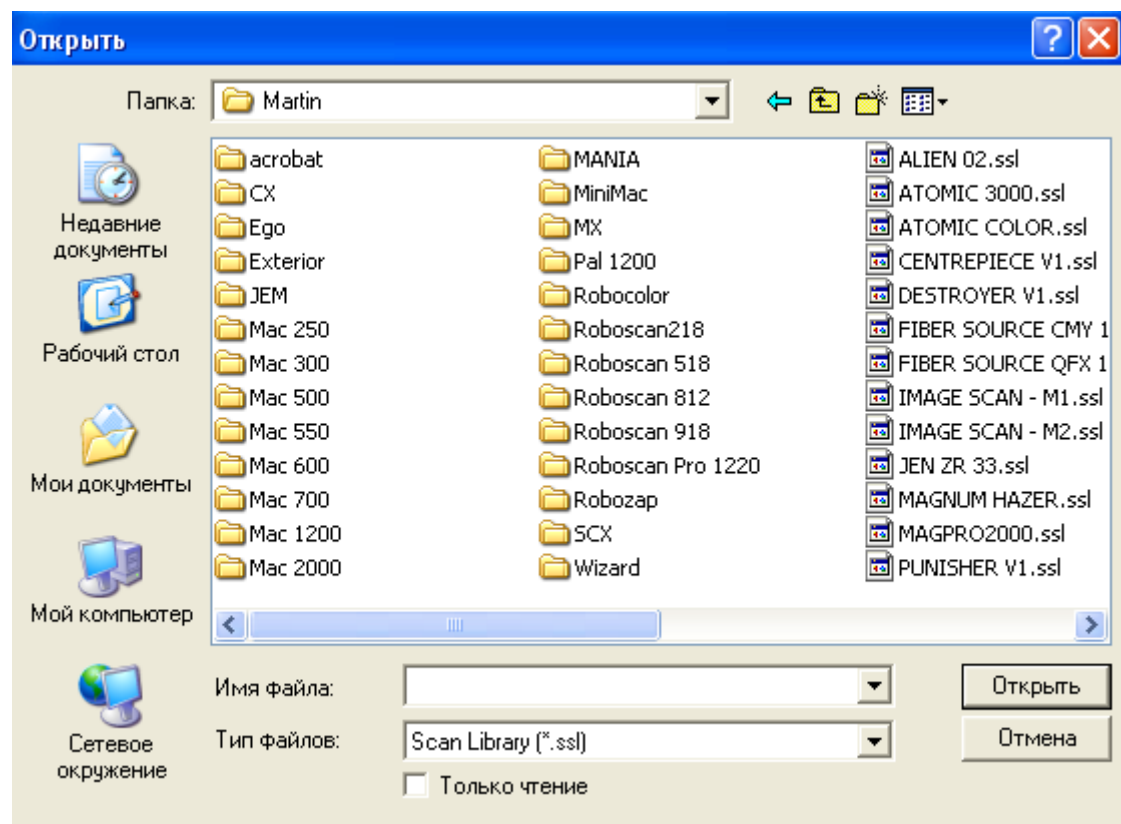 Открыть
Папка: Martin
acrobat
CX
Ego
Exterior
JEM
Mac 250
Mac 300
Mac 500
Mac 550
Mac 600
Mac 700
Mac 1200
Mac 2000
MANIA
MiniMac
MX
Pal 1200
Robocolor
Roboscan218
Roboscan 518
Roboscan 812
Roboscan 918
Roboscan Pro 1220
Robozap
SCX
Wizard
ALIEN 02.ssl
ATOMIC 3000.ssl
ATOMIC COLOR.ssl
CENTREPIECE V1.ssl
DESTROYER V1.ssl
FIBER SOURCE CMY 1
FIBER SOURCE QFX 1
IMAGE SCAN - M1.ssl
IMAGE SCAN - M2.ssl
JEN ZR 33.ssl
MAGNUM HAZER.ssl
MAGPRO2000.ssl
PUNISHER V1.ssl
Недавние
документы
Рабочий стол
Мои документы
Мой компьютер
Сетевое
окружение
Имя файла:
Открыть
Тип файлов: Scan Library (*.ssl)
Отмена
Только чтение